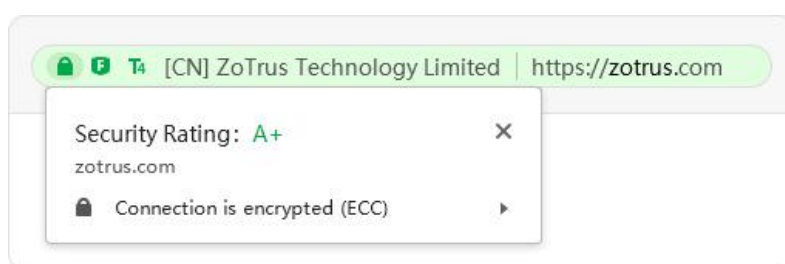 F T4 [CN] ZoTrus Technology Limited | https://zotrus.com
Security Rating: A+
zotrus.com
Connection is encrypted (ECC)